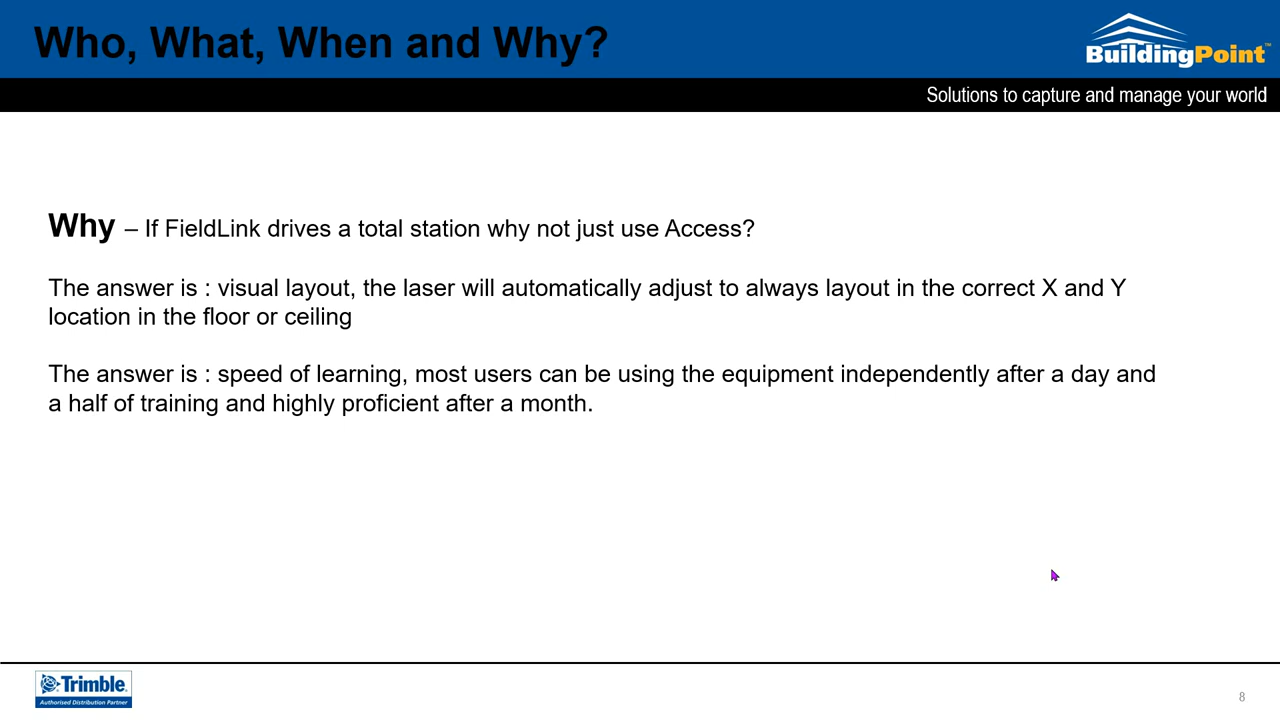 Who, What, When and Why?
BuildingPoint™
Solutions to capture and manage your world
Why – If FieldLink drives a total station why not just use Access?
The answer is : visual layout, the laser will automatically adjust to always layout in the correct X and Y
location in the floor or ceiling
The answer is : speed of learning, most users can be using the equipment independently after a day and
a half of training and highly proficient after a month.
Trimble.
Authorised Distribution Partner
8